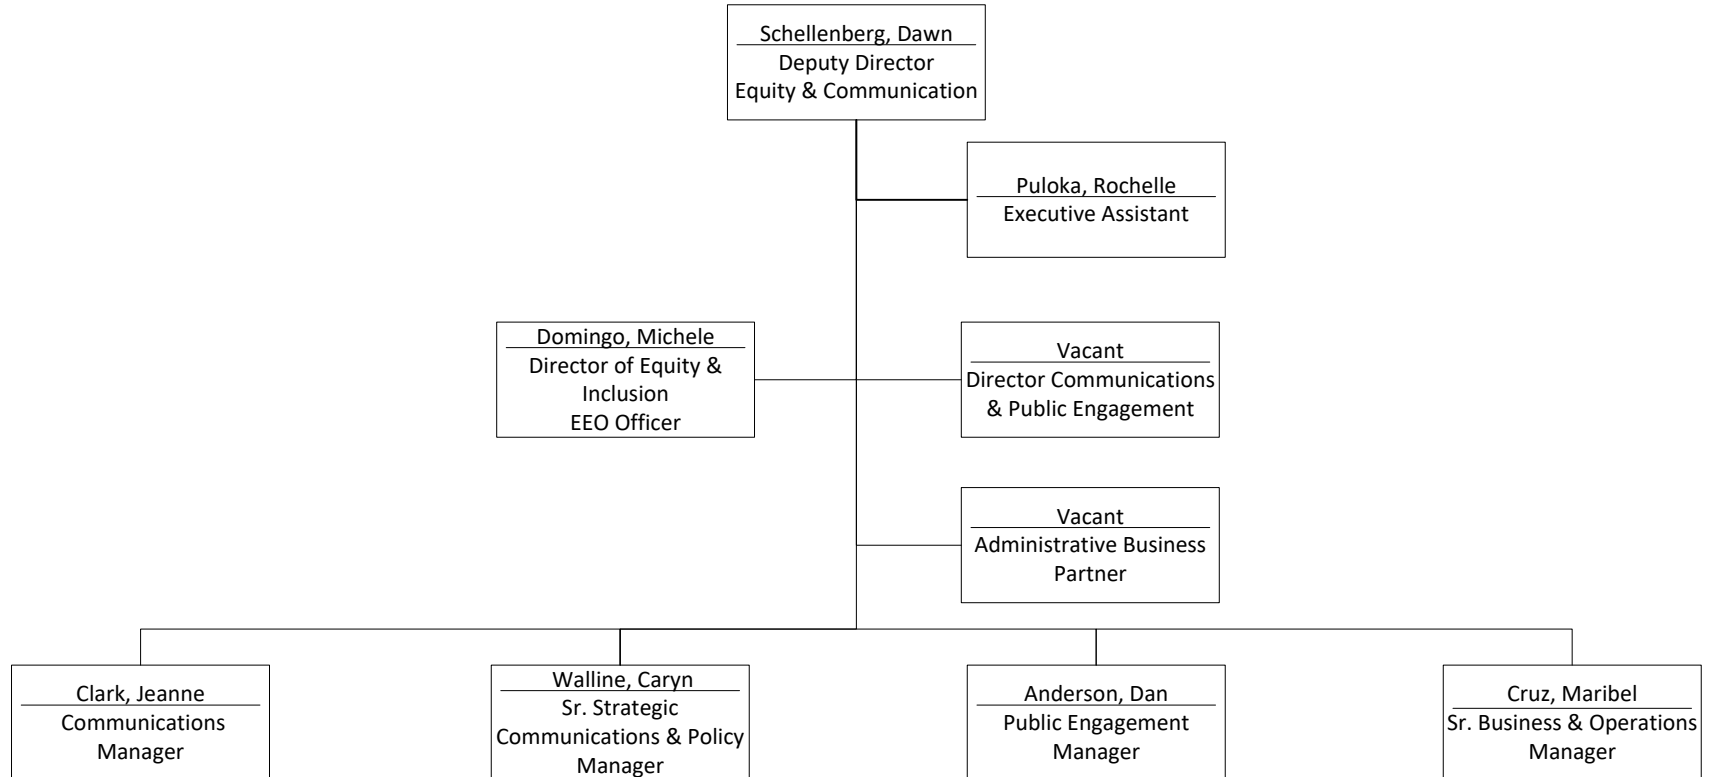 Schellenberg, Dawn
Deputy Director
Equity & Communication
Puloka, Rochelle
Executive Assistant
Domingo, Michele
Director of Equity &
Inclusion
EEO Officer
Vacant
Director Communications
& Public Engagement
Vacant
Administrative Business
Partner
Clark, Jeanne
Communications
Manager
Walline, Caryn
Sr. Strategic
Communications & Policy
Manager
Anderson, Dan
Public Engagement
Manager
Cruz, Maribel
Sr. Business & Operations
Manager